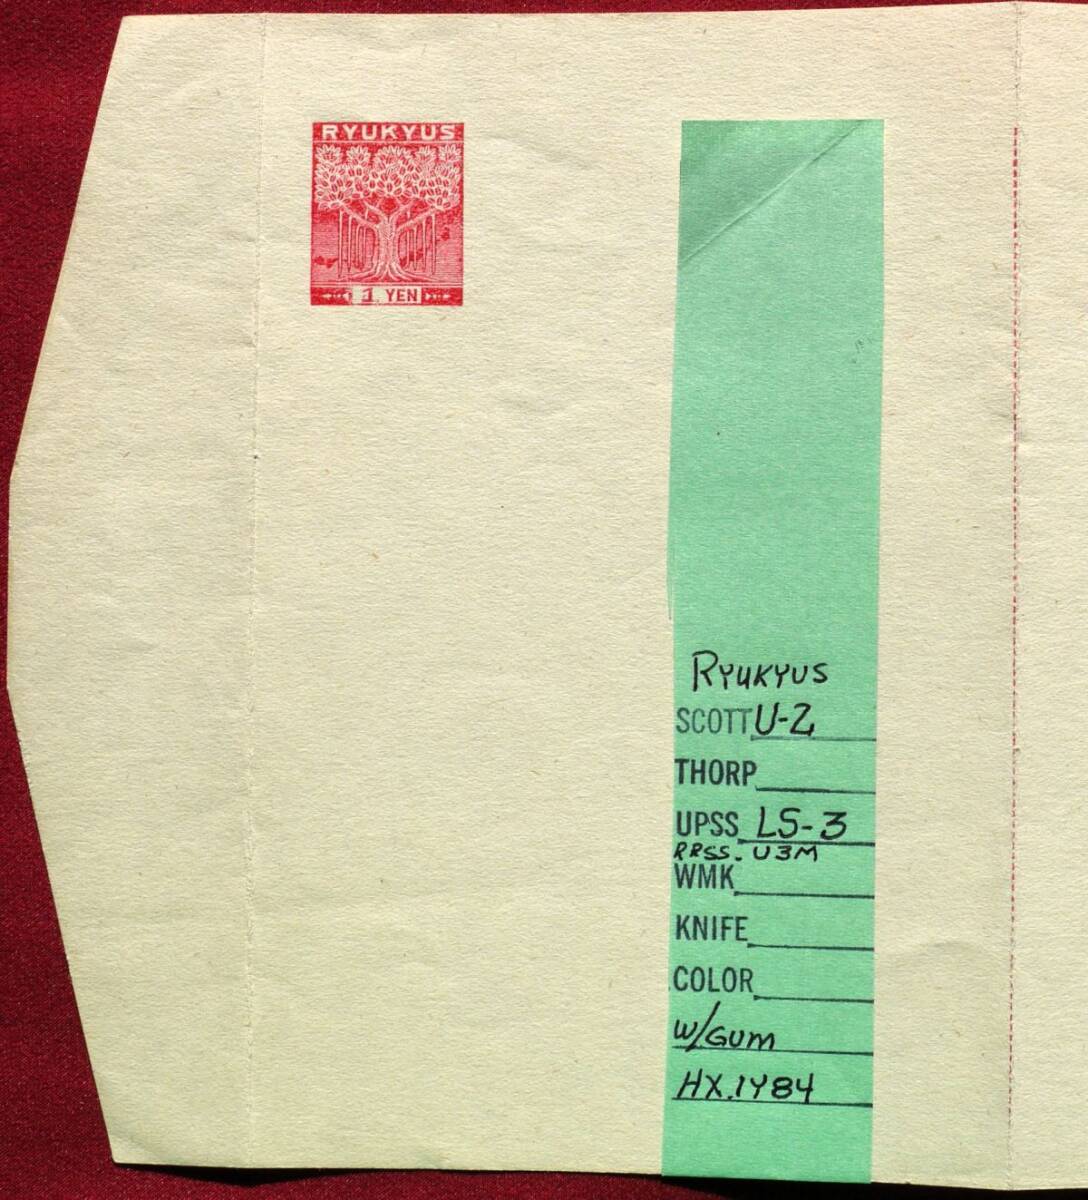 RYUKYUS
1 YEN
RYUKYUS
SCOTT U-2
THORP
UPSS LS-3
RRSS. U3M
WMK
KNIFE
COLOR
W/GUM
HX.1Y84